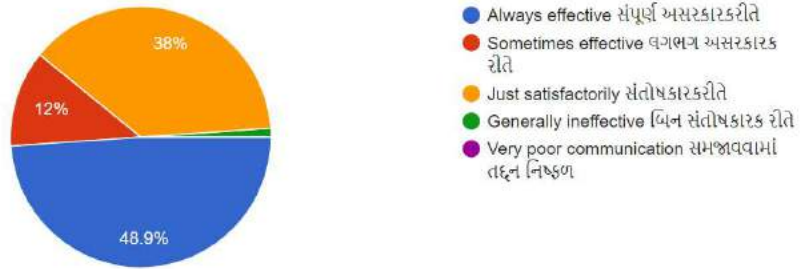 38%
12%
48.9%
Always effective સંપૂર્ણ અસરકારકરીતે
Sometimes effective લગભગ અસરકારક
રીતે
Just satisfactorily સંતોષકારકરીતે
Generally ineffective બિન સંતોષકારક રીતે
Very poor communication સમજાવવામાં
તદ્દન નિષ્ફળ